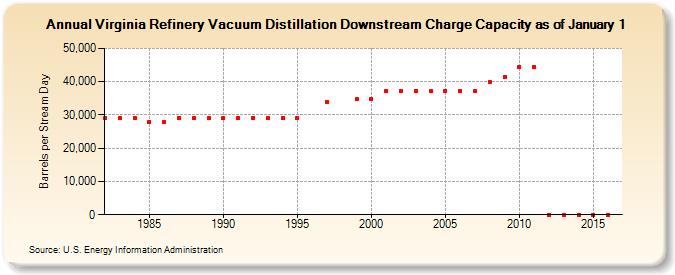 Annual Virginia Refinery Vacuum Distillation Downstream Charge Capacity as of January 1
Barrels per Stream Day
50,000
40,000
30,000
20,000
10,000
0
1985 1990 1995 2000 2005 2010 2015
Source: U.S. Energy Information Administration